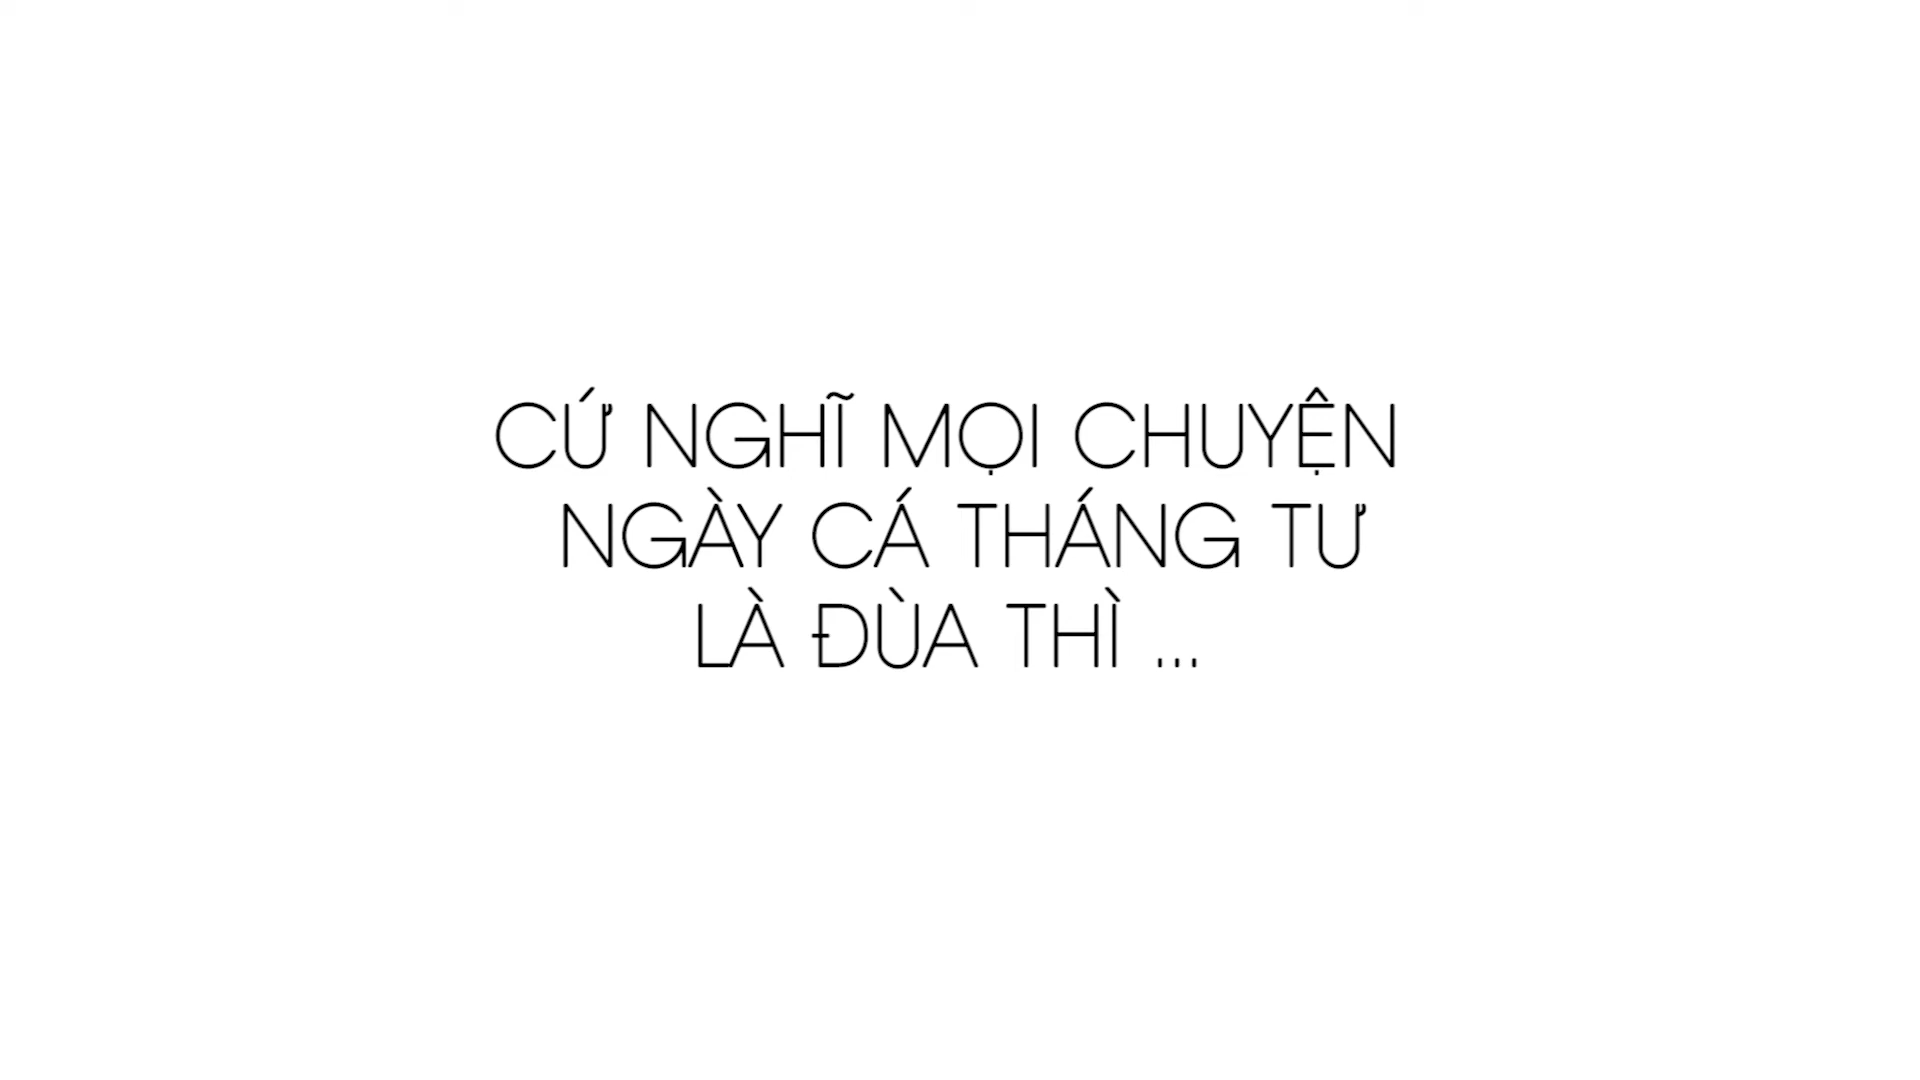 CỨ NGHĨ MỌI CHUYỆN
NGÀY CÁ THÁNG TƯ
LÀ ĐÙA THÌ ...